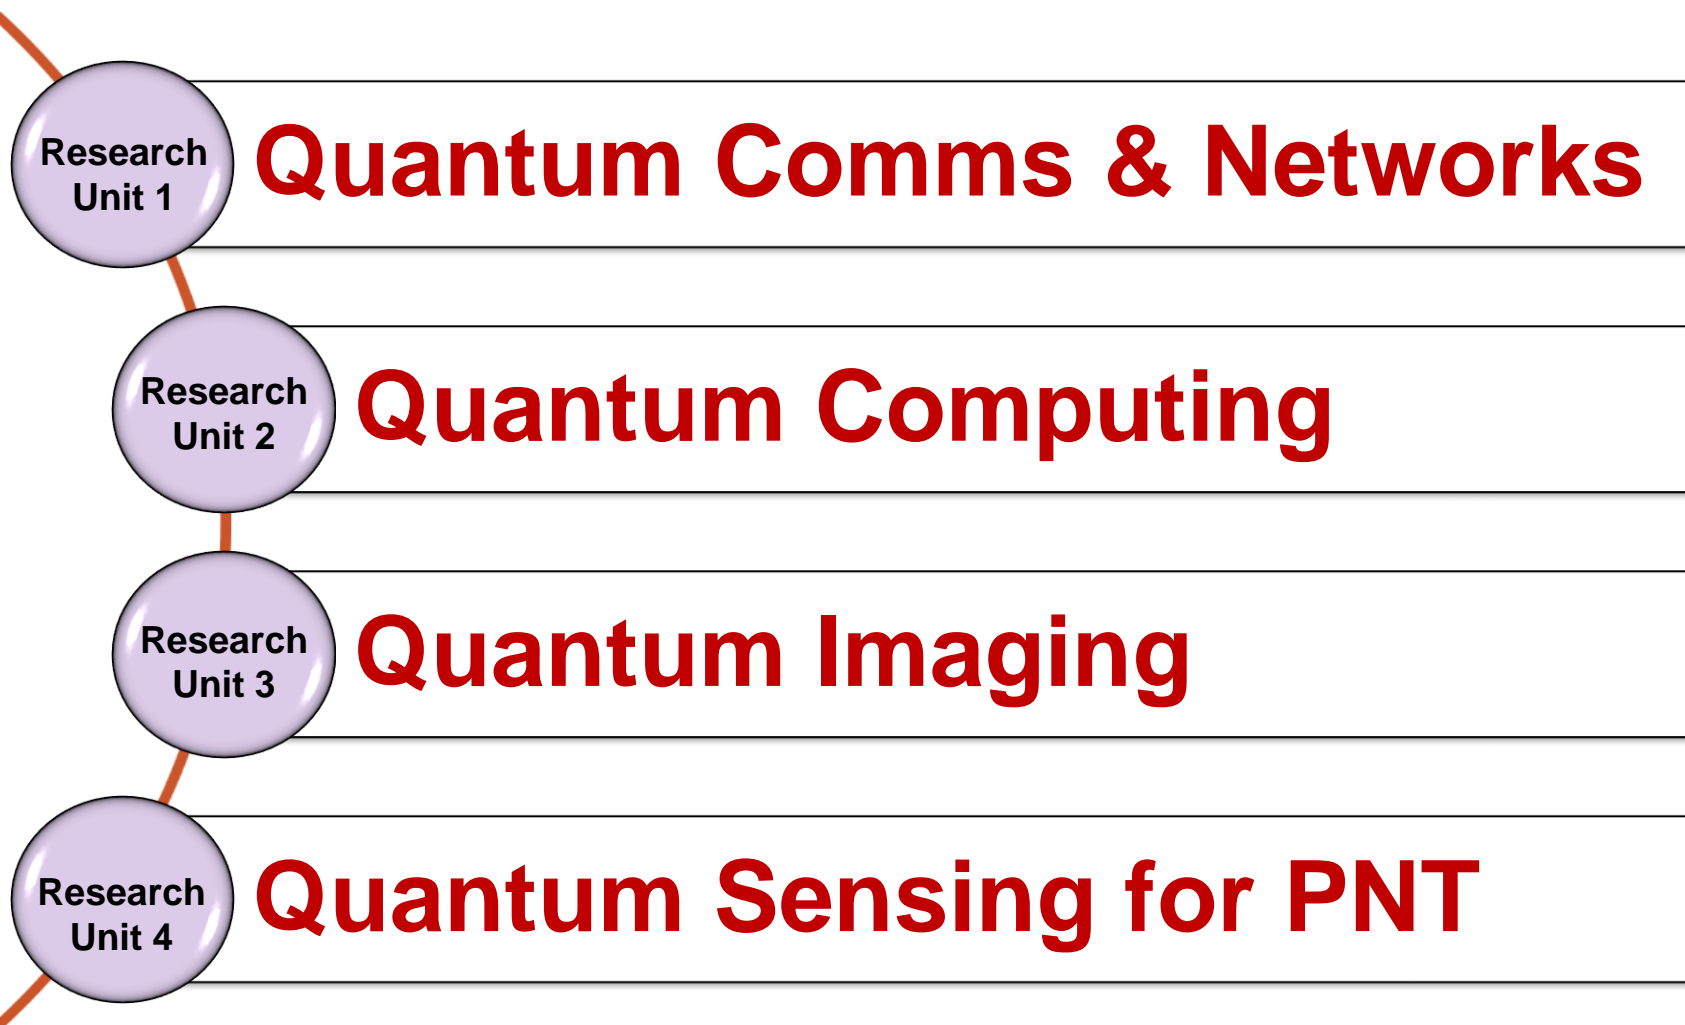 Research
Unit 1
Quantum Comms & Networks
Research
Unit 2
Quantum Computing
Research
Unit 3
Quantum Imaging
Research
Unit 4
Quantum Sensing for PNT